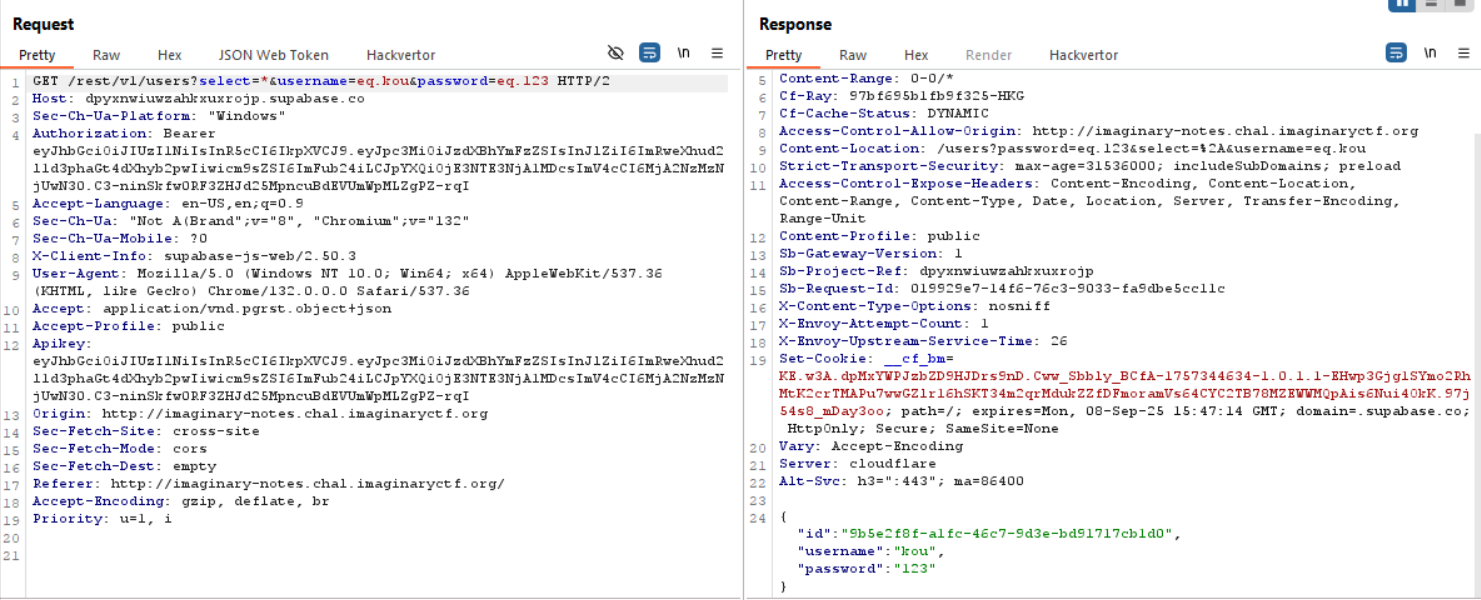 Request
Pretty Raw Hex JSON Web Token Hackvertor \n
1 GET /rest/v1/users?select=*&username=eq.kou&password=eq.123 HTTP/2
2 Host: dpyxnwiuwzahkxuxrojp.supabase.co
3 Sec-Ch-Ua-Platform: "Windows"
4 Authorization: Bearer
eyJhbGciOiJIUzI1NiIsInR5cCI6IkpXVCJ9.eyJpc3MiOiJzdXBhYmFzZSIsInJlZiI6ImRweXhud2
lld3phaGt4dXhyb2pwIiwicm9sZSI6ImFub24iLCJpYXQiOjE3NTE3NjA1MDcsImV4cCI6MjA2NzMzN
jUwN30.C3-ninSkfw0RF3ZHJd25MpncuBdEVUmWpMLZgPZ-rqI
5 Accept-Language: en-US,en;q=0.9
6 Sec-Ch-Ua: "Not A(Brand";v="8", "Chromium";v="132"
7 Sec-Ch-Ua-Mobile: ?0
8 X-Client-Info: supabase-js-web/2.50.3
9 User-Agent: Mozilla/5.0 (Windows NT 10.0; Win64; x64) AppleWebKit/537.36
(KHTML, like Gecko) Chrome/132.0.0.0 Safari/537.36
10 Accept: application/vnd.pgrst.object+json
11 Accept-Profile: public
12 Apikey:
eyJhbGciOiJIUzI1NiIsInR5cCI6IkpXVCJ9.eyJpc3MiOiJzdXBhYmFzZSIsInJlZiI6ImRweXhud2
lld3phaGt4dXhyb2pwIiwicm9sZSI6ImFub24iLCJpYXQiOjE3NTE3NjA1MDcsImV4cCI6MjA2NzMzN
jUwN30.C3-ninSkfw0RF3ZHJd25MpncuBdEVUmWpMLZgPZ-rqI
13 Origin: http://imaginary-notes.chal.imaginaryctf.org
14 Sec-Fetch-Site: cross-site
15 Sec-Fetch-Mode: cors
16 Sec-Fetch-Dest: empty
17 Referer: http://imaginary-notes.chal.imaginaryctf.org/
18 Accept-Encoding: gzip, deflate, br
19 Priority: u=1, i
20
21
Response
Pretty Raw Hex Render Hackvertor \n
5 Content-Range: 0-0/*
6 Cf-Ray: 97bf695b1fb9f325-HKG
7 Cf-Cache-Status: DYNAMIC
8 Access-Control-Allow-Origin: http://imaginary-notes.chal.imaginaryctf.org
9 Content-Location: /users?password=eq.123&select=%2A&username=eq.kou
10 Strict-Transport-Security: max-age=31536000; includeSubDomains; preload
11 Access-Control-Expose-Headers: Content-Encoding, Content-Location,
Content-Range, Content-Type, Date, Location, Server, Transfer-Encoding,
Range-Unit
12 Content-Profile: public
13 Sb-Gateway-Version: 1
14 Sb-Project-Ref: dpyxnwiuwzahkxuxrojp
15 Sb-Request-Id: 019929e7-14f6-76c3-9033-fa9dbe5cc11c
16 X-Content-Type-Options: nosniff
17 X-Envoy-Attempt-Count: 1
18 X-Envoy-Upstream-Service-Time: 26
19 Set-Cookie: __cf_bm=
KE.w3A.dpMxYWPJzbZD9HJDrs9nD.Cww_Sbbly_BCfA-1757344634-1.0.1.1-EHwp3Gjg1SYmo2Rh
MtK2crTMAPu7wwGZ1r16hSKT34m2qrMdukZZfDFmoramVs64CYC2TB78MZEWWMQpAis6Nui4OkK.97j
54s8_mDay3oo; path=/; expires=Mon, 08-Sep-25 15:47:14 GMT; domain=.supabase.co;
HttpOnly; Secure; SameSite=None
20 Vary: Accept-Encoding
21 Server: cloudflare
22 Alt-Svc: h3=":443"; ma=86400
23
24 {
"id":"9b5e2f8f-a1fc-46c7-9d3e-bd91717cb1d0",
"username":"kou",
"password":"123"
}